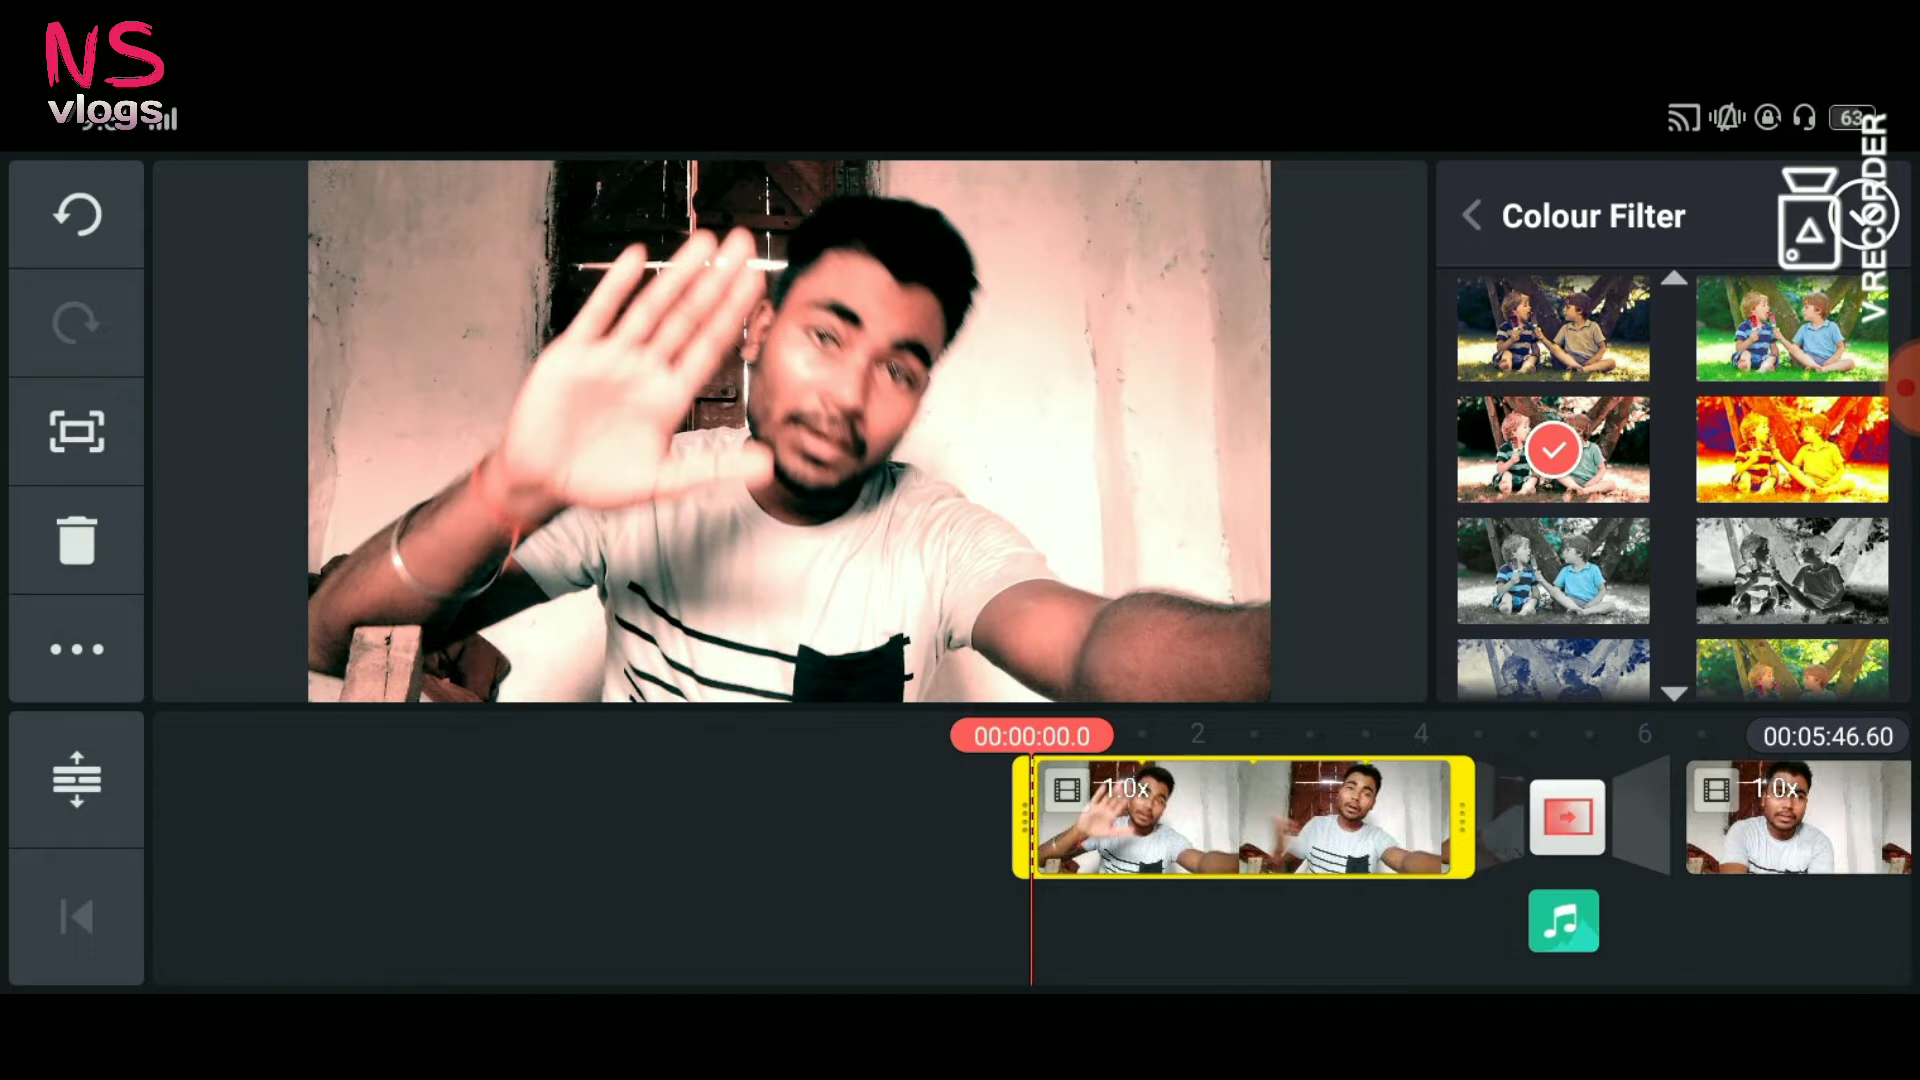 NS
vlogs
63
V RECORDER
Colour Filter
00:00:00.0
2
4
6
00:05:46.60
1.0x
1.0x